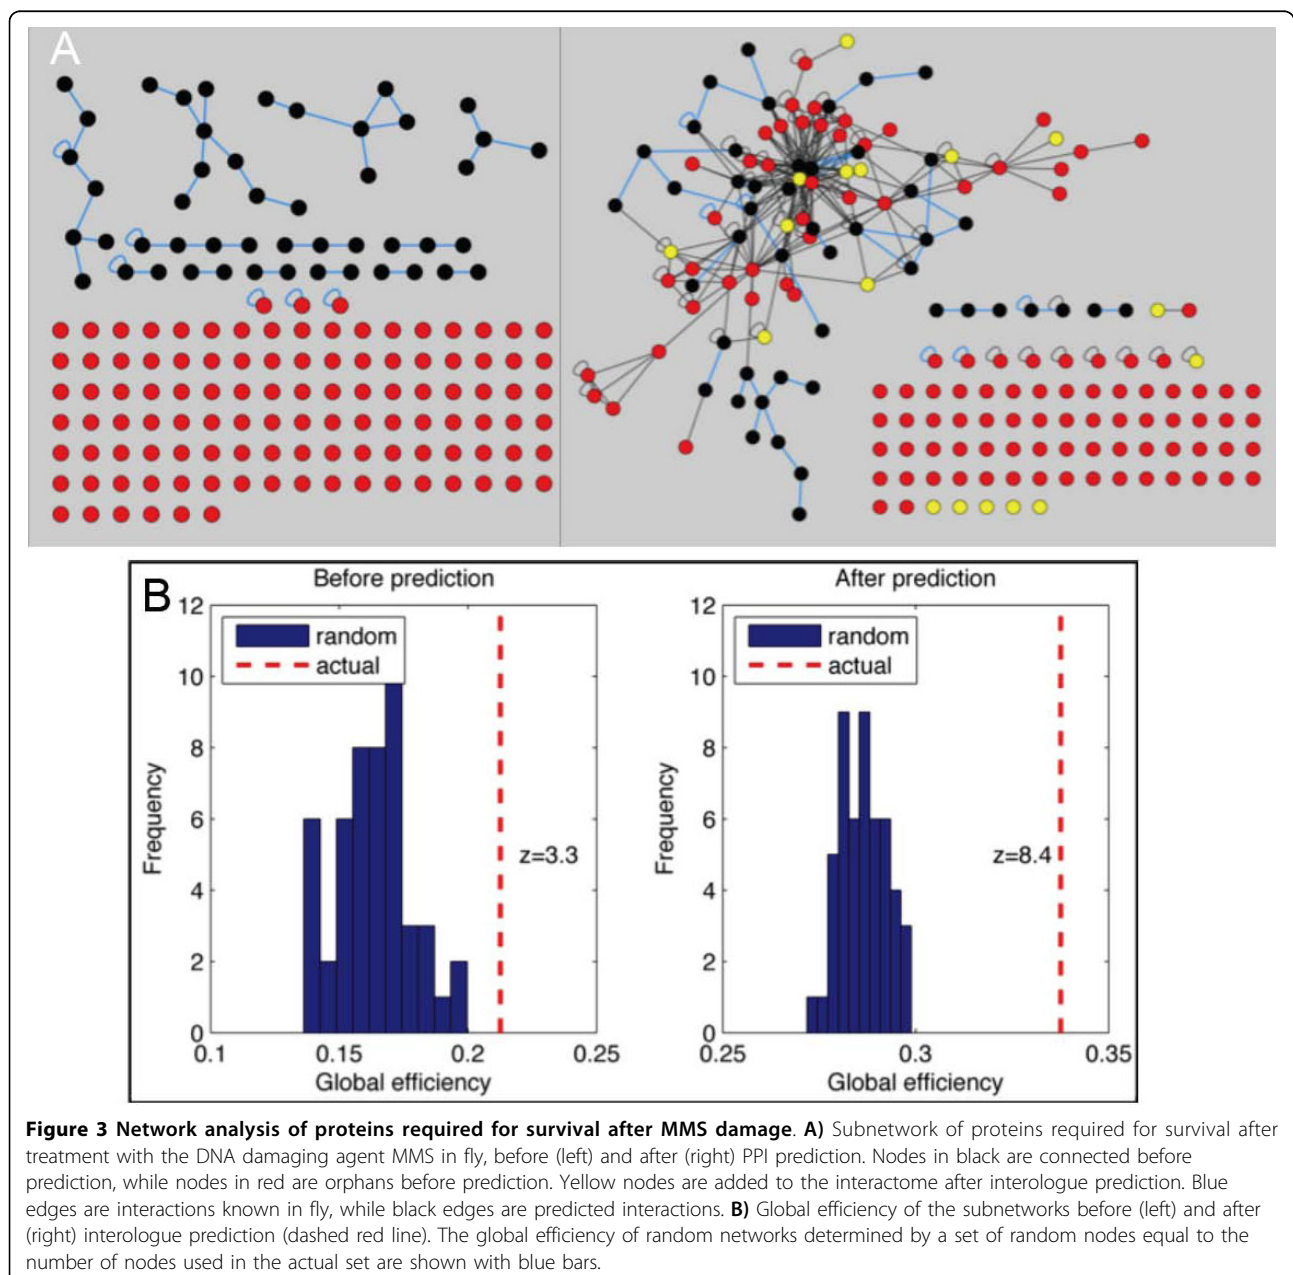 A
B
Before prediction
12
10
8
6
4
2
0
Frequency
random
actual
z=3.3
0.1
0.15
0.2
0.25
Global efficiency
After prediction
12
10
8
6
4
2
0
Frequency
random
actual
z=8.4
0.25
0.3
0.35
Global efficiency
Figure 3 Network analysis of proteins required for survival after MMS damage. A) Subnetwork of proteins required for survival after
treatment with the DNA damaging agent MMS in fly, before (left) and after (right) PPI prediction. Nodes in black are connected before
prediction, while nodes in red are orphans before prediction. Yellow nodes are added to the interactome after interologue prediction. Blue
edges are interactions known in fly, while black edges are predicted interactions. B) Global efficiency of the subnetworks before (left) and after
(right) interologue prediction (dashed red line). The global efficiency of random networks determined by a set of random nodes equal to the
number of nodes used in the actual set are shown with blue bars.